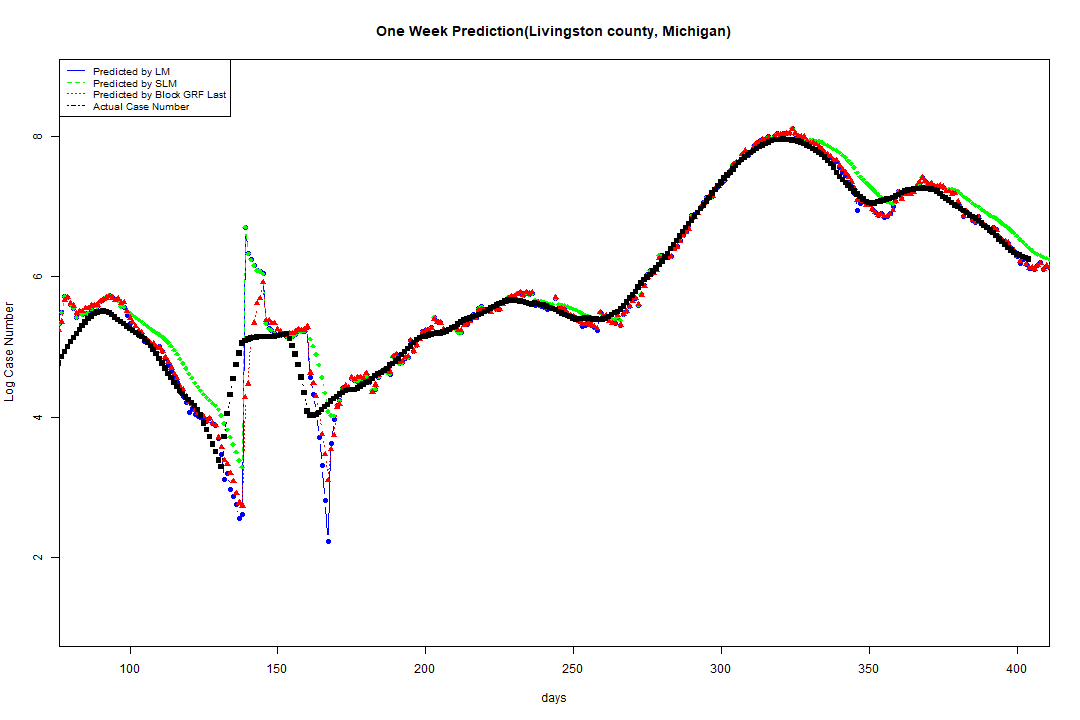 One Week Prediction(Livingston county, Michigan)
Predicted by LM
Predicted by SLM
Predicted by Block GRF Last
Actual Case Number
8
6
4
2
Log Case Number
100 150 200 250 300 350 400
days